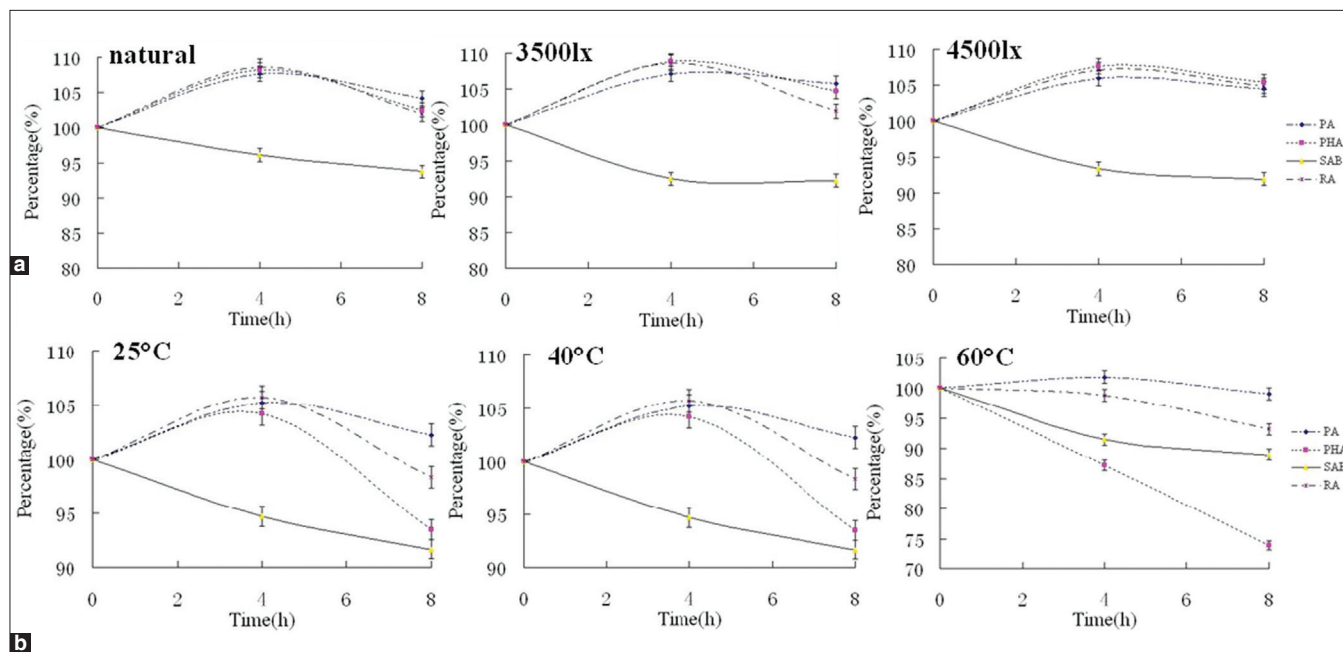 natural
3500lx
4500lx
110
105
100
95
90
85
80
Percentage(%)
0 2 4 6 8
Time(h)
110
105
100
95
90
85
80
Percentage(%)
0 2 4 6 8
Time(h)
110
105
100
95
90
85
80
Percentage(%)
0 2 4 6 8
Time(h)
PA
PHA
SAB
RA
a
25°C
40°C
60°C
110
105
100
95
90
Percentage(%)
0 2 4 6 8
Time(h)
110
105
100
95
90
Percentage(%)
0 2 4 6 8
Time(h)
105
100
95
90
85
80
75
70
Percentage(%)
0 2 4 6 8
Time(h)
PA
PHA
SAB
RA
b